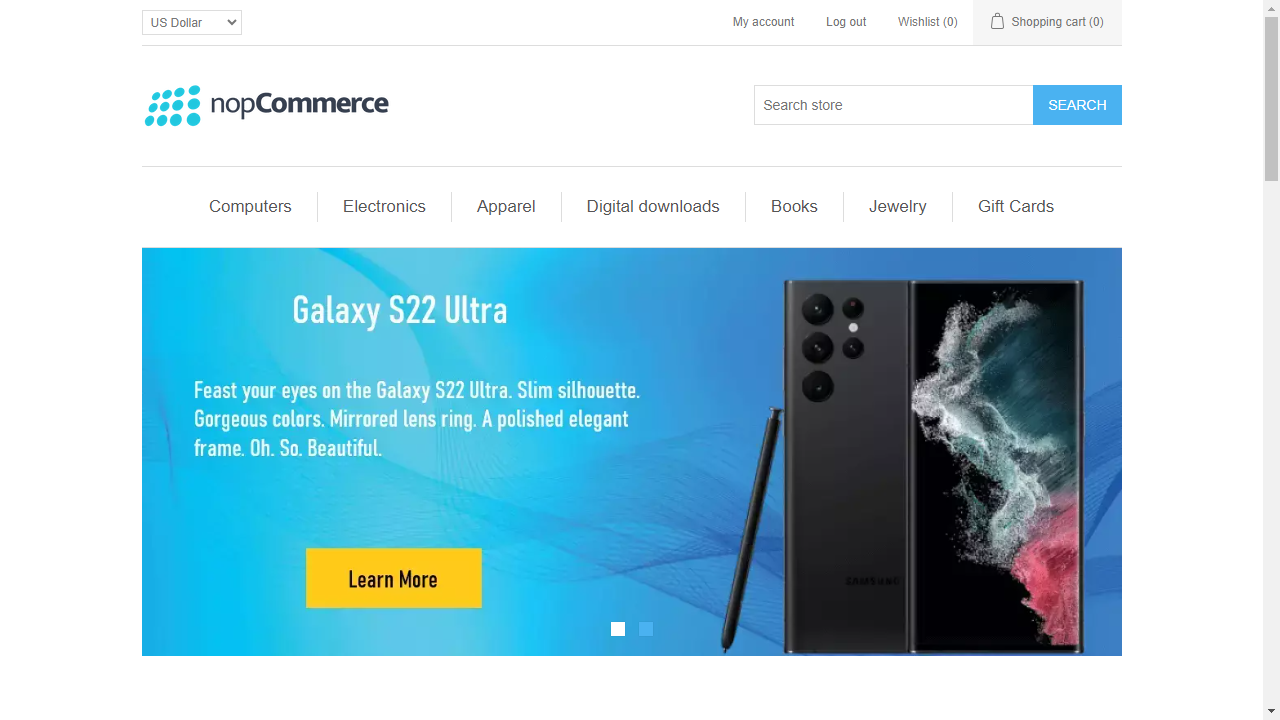 US Dollar
My account
Log out
Wishlist (0)
Shopping cart (0)
nopCommerce
Search store
SEARCH
Computers
Electronics
Apparel
Digital downloads
Books
Jewelry
Gift Cards
Galaxy S22 Ultra
Feast your eyes on the Galaxy S22 Ultra. Slim silhouette.
Gorgeous colors. Mirrored lens ring. A polished elegant
frame. Oh. So. Beautiful.
Learn More
SAMSUNG